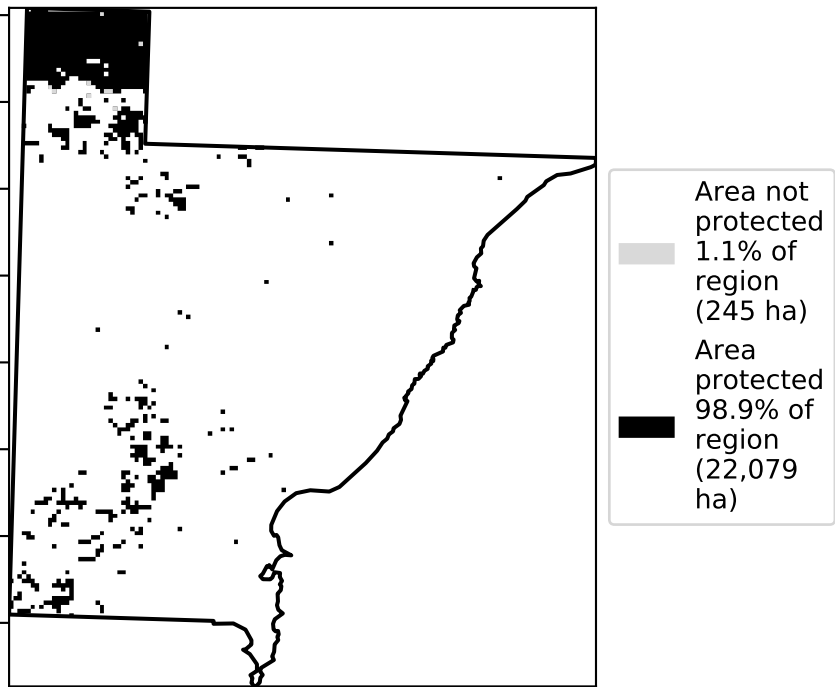 Area not
protected
1.1% of
region
(245 ha)
Area
protected
98.9% of
region
(22,079
ha)